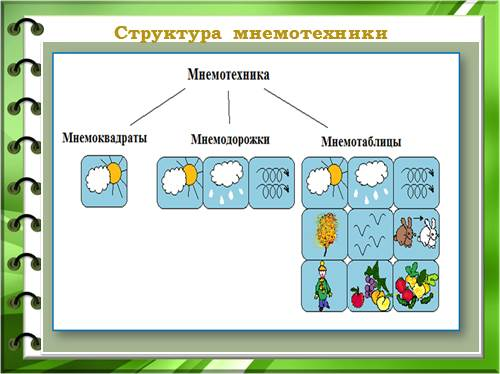 Структура мнемотехники
Мнемотехника
Мнемоквадраты
Мнемодорожки
Мнемотаблицы